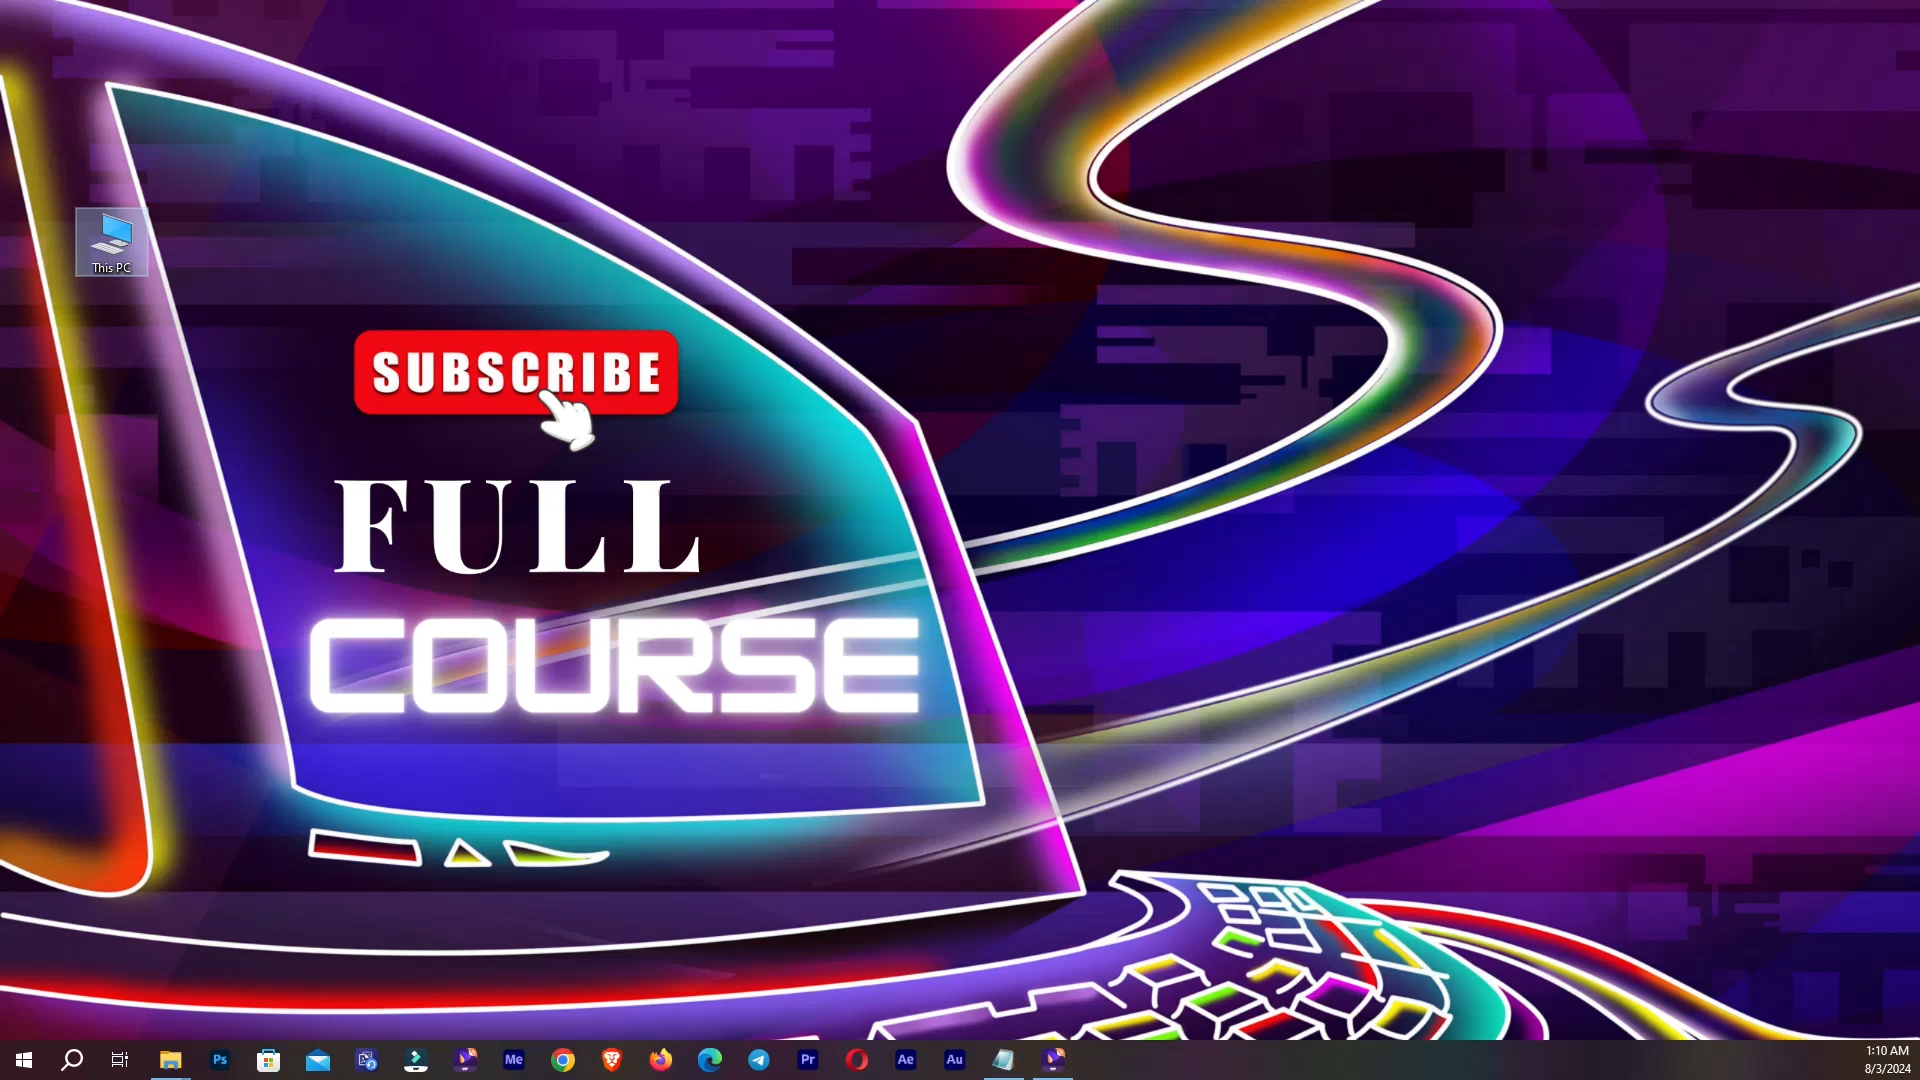 This PC
SUBSCRIBE
FULL
COURSE
Ps
Me
Pr
Ae
Au
1:10 AM
8/3/2024